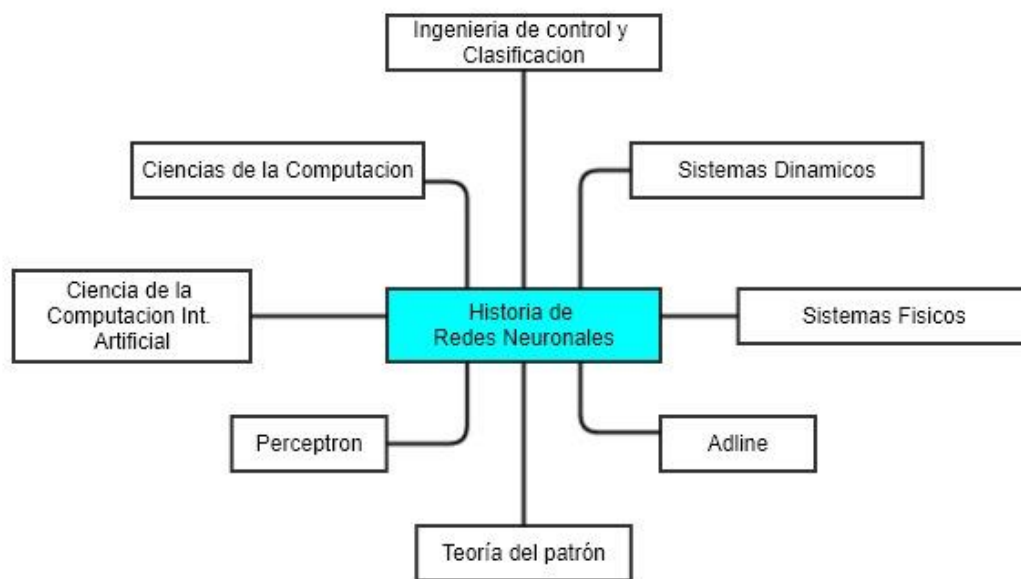 Ingenieria de control y
Clasificacion
Ciencias de la Computacion
Sistemas Dinamicos
Ciencia de la
Computacion Int.
Artificial
Historia de
Redes Neuronales
Sistemas Fisicos
Perceptron
Adline
Teoría del patrón